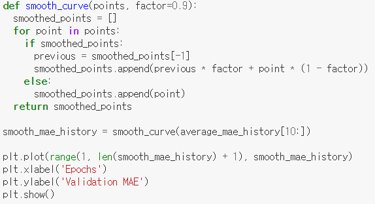 def smooth_curve(points, factor=0.9):
  smoothed_points = []
  for point in points:
    if smoothed_points:
      previous = smoothed_points[-1]
      smoothed_points.append(previous * factor + point * (1 - factor))
    else:
      smoothed_points.append(point)
  return smoothed_points

smooth_mae_history = smooth_curve(average_mae_history[10:])

plt.plot(range(1, len(smooth_mae_history) + 1), smooth_mae_history)
plt.xlabel('Epochs')
plt.ylabel('Validation MAE')
plt.show()